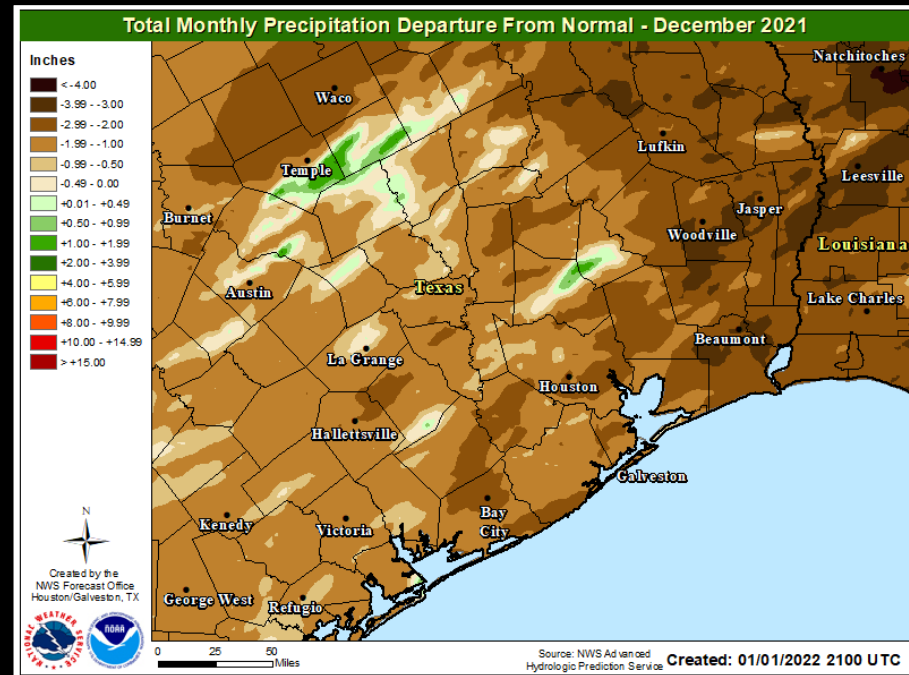 Total Monthly Precipitation Departure From Normal - December 2021
Inches
< -4.00
-3.99 - -3.00
-2.99 - -2.00
-1.99 - -1.00
-0.99 - -0.50
-0.49 - 0.00
+0.01 - +0.49
+0.50 - +0.99
+1.00 - +1.99
+2.00 - +3.99
+4.00 - +5.99
+6.00 - +7.99
+8.00 - +9.99
+10.00 - +14.99
> +15.00
Natchitoches
Waco
Lufkin
Temple
Leesville
Jasper
Burnet
Woodville
Louisiana
Austin
Texas
Lake Charles
Beaumont
La Grange
Houston
Hallettsville
Galveston
Kenedy
Victoria
Bay
City
George West
Refugio
N
Created by the
NWS Forecast Office
Houston/Galveston, TX
NATIONAL WEATHER SERVICE
NOAA
0 25 50
Miles
Source: NWS Advanced
Hydrologic Prediction Service
Created: 01/01/2022 2100 UTC